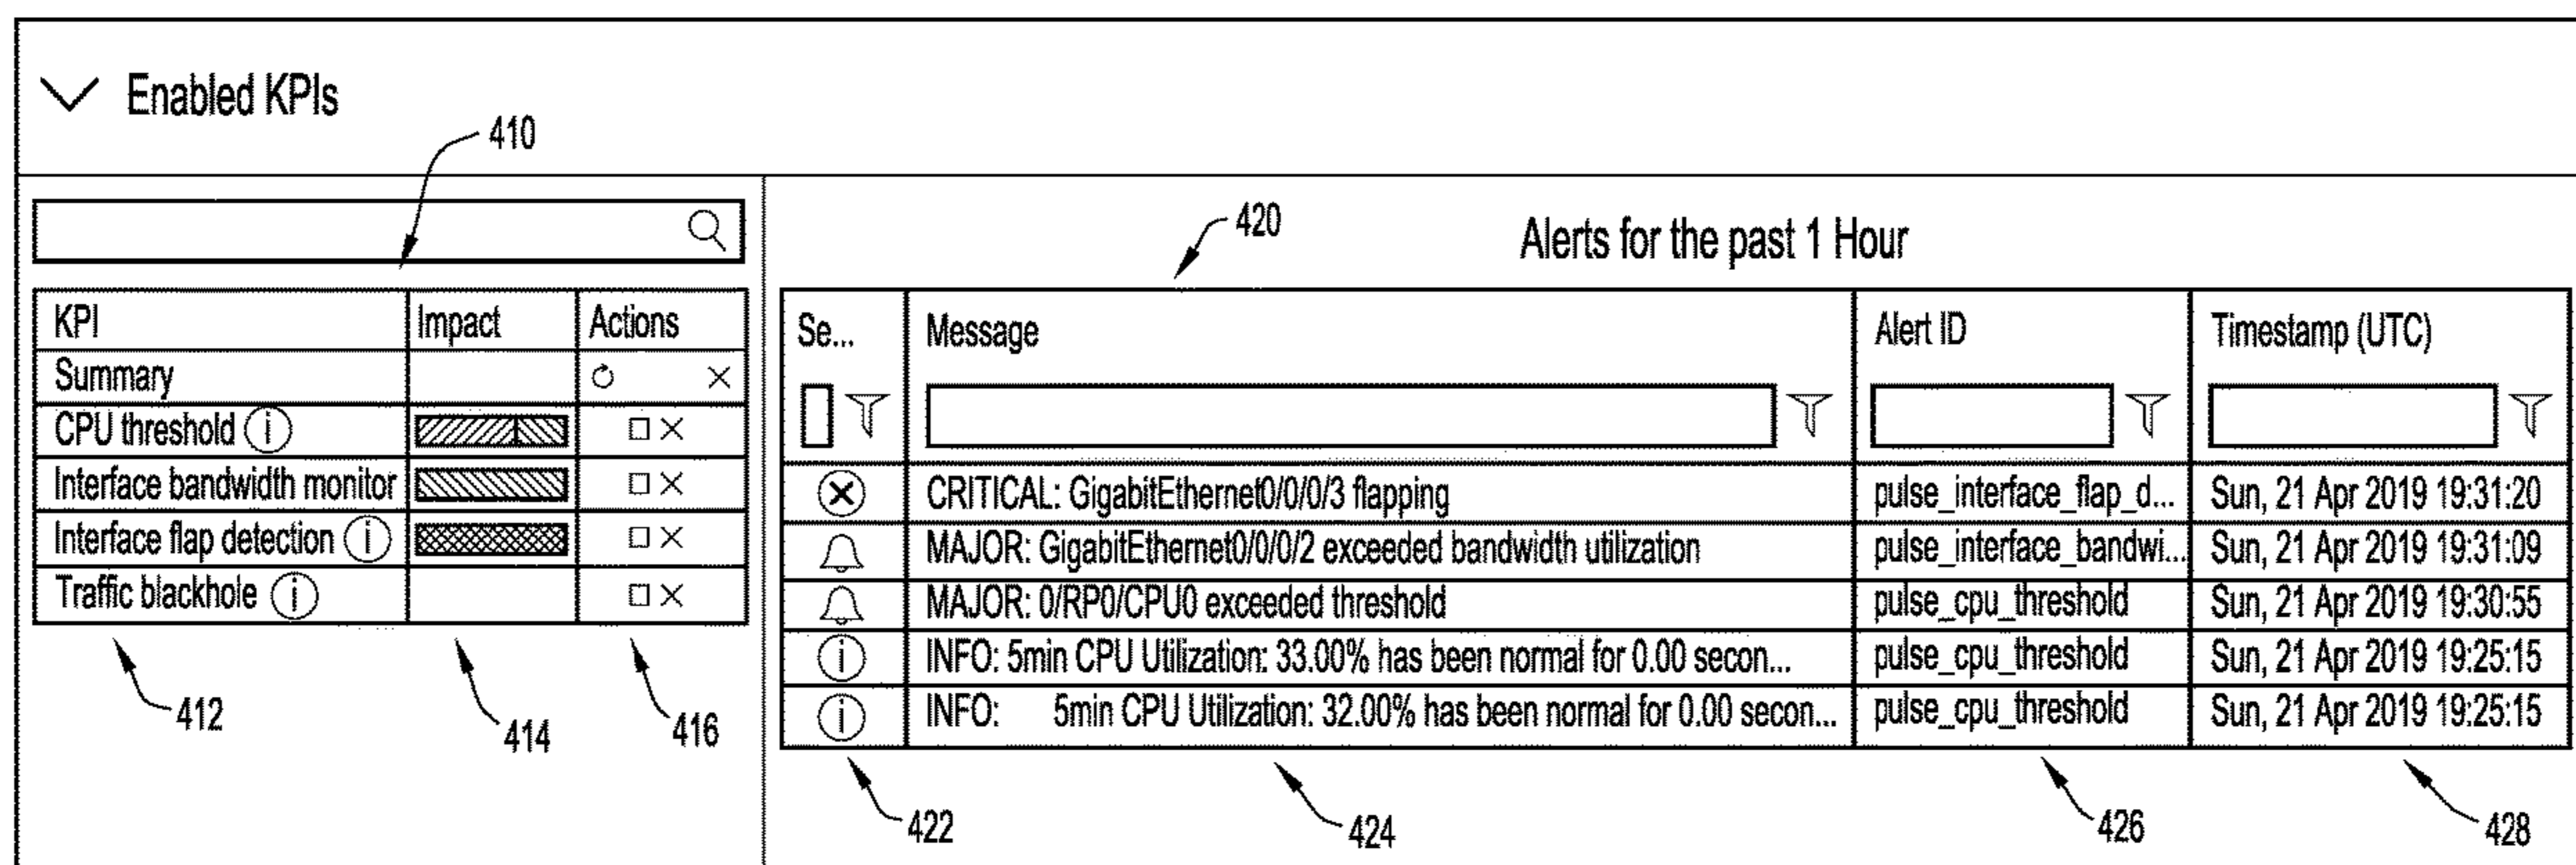 Enabled KPIs
410
420
Alerts for the past 1 Hour
KPI Impact Actions
Summary
CPU threshold i
Interface bandwidth monitor
Interface flap detection i
Traffic blackhole i
412
414
416
Se... Message Alert ID Timestamp (UTC)
CRITICAL: GigabitEthernet0/0/0/3 flapping pulse_interface_flap_d... Sun, 21 Apr 2019 19:31:20
MAJOR: GigabitEthernet0/0/0/2 exceeded bandwidth utilization pulse_interface_bandwi... Sun, 21 Apr 2019 19:31:09
MAJOR: 0/RP0/CPU0 exceeded threshold pulse_cpu_threshold Sun, 21 Apr 2019 19:30:55
i INFO: 5min CPU Utilization: 33.00% has been normal for 0.00 secon... pulse_cpu_threshold Sun, 21 Apr 2019 19:25:15
i INFO: 5min CPU Utilization: 32.00% has been normal for 0.00 secon... pulse_cpu_threshold Sun, 21 Apr 2019 19:25:15
422
424
426
428